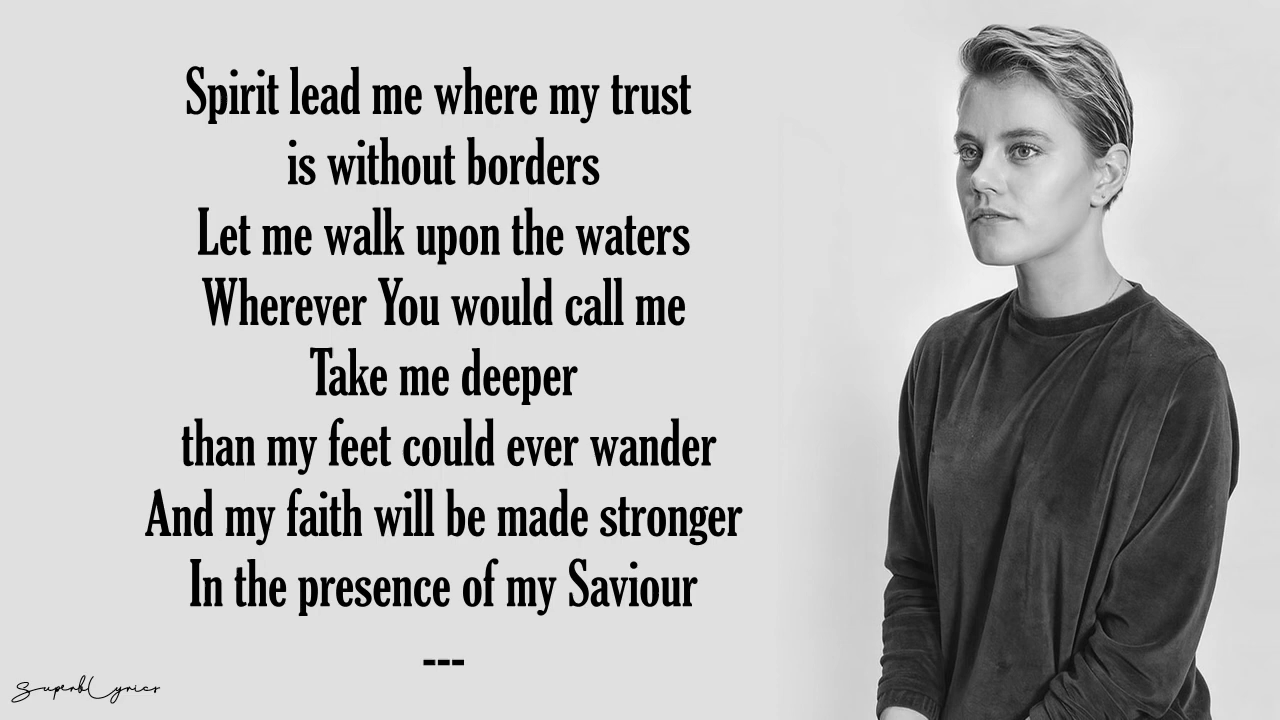 Spirit lead me where my trust
is without borders
Let me walk upon the waters
Wherever You would call me
Take me deeper
than my feet could ever wander
And my faith will be made stronger
In the presence of my Saviour
---
SuperbLyrics